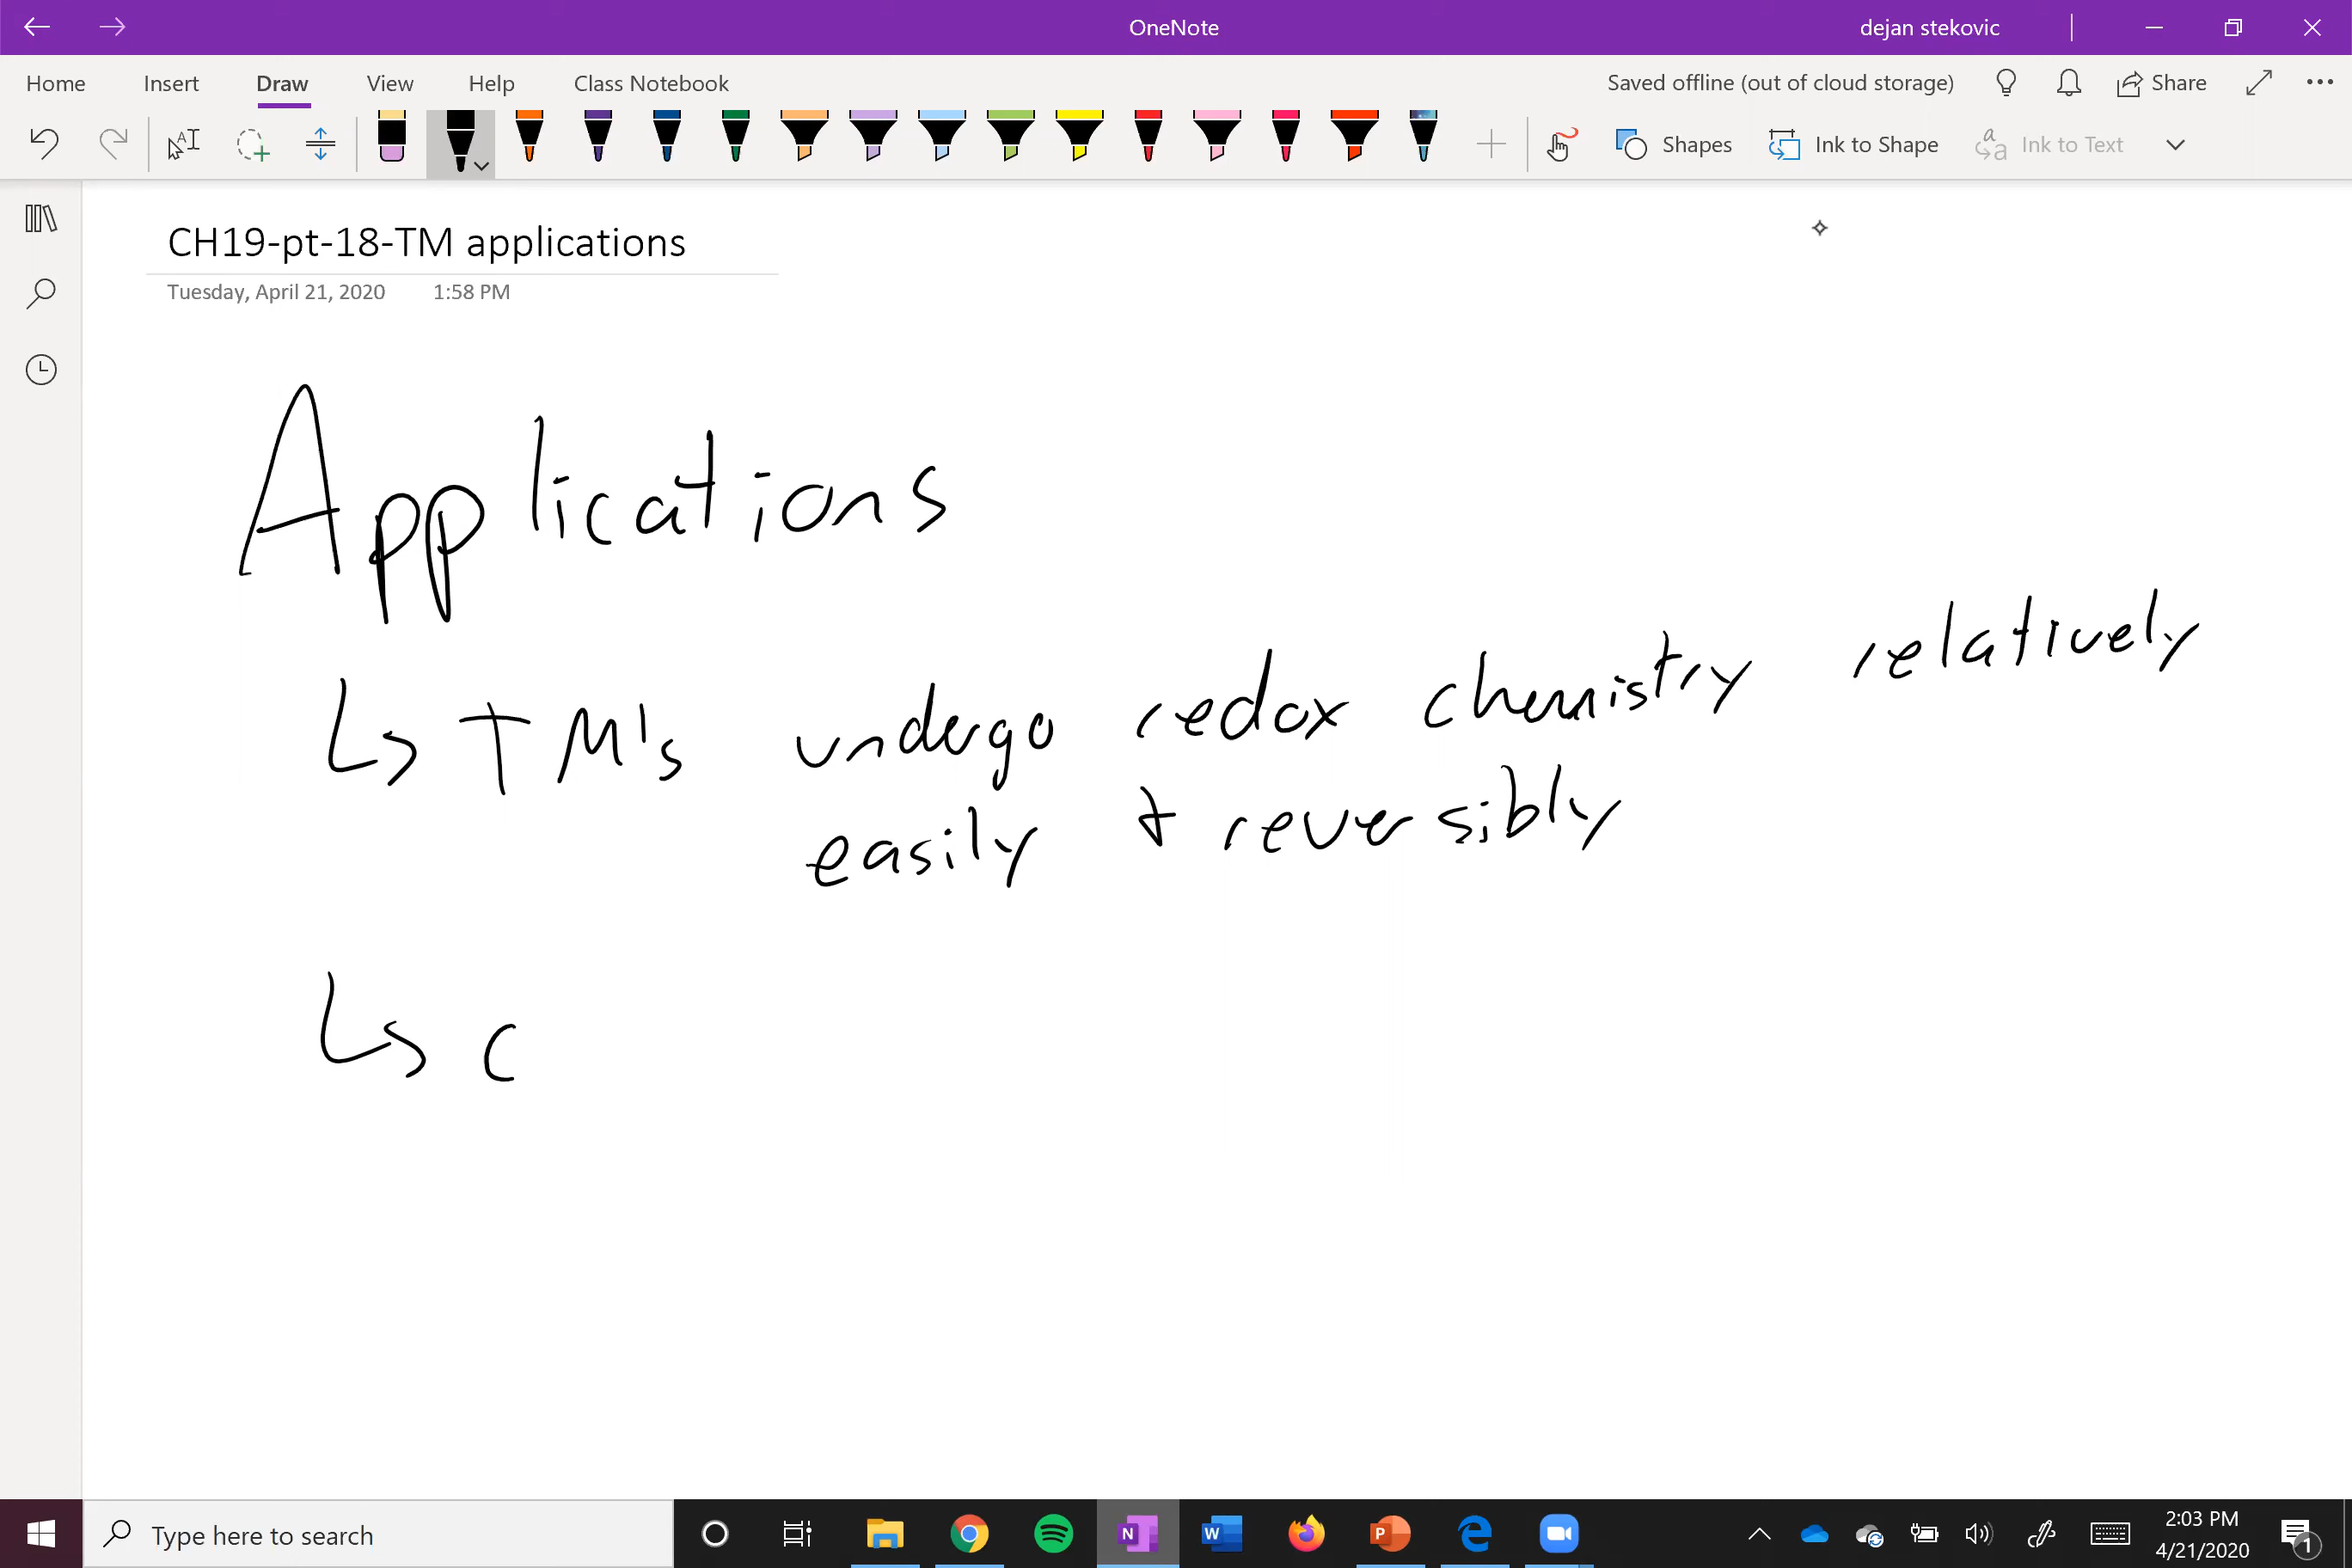 OneNote
dejan stekovic
Home Insert Draw View Help Class Notebook
Saved offline (out of cloud storage) Share
Shapes Ink to Shape Ink to Text
CH19-pt-18-TM applications
Tuesday, April 21, 2020 1:58 PM
Applications
↳ TM's undergo redox chemistry relatively
easily + reversibly
↳ c
Type here to search
2:03 PM
4/21/2020
1